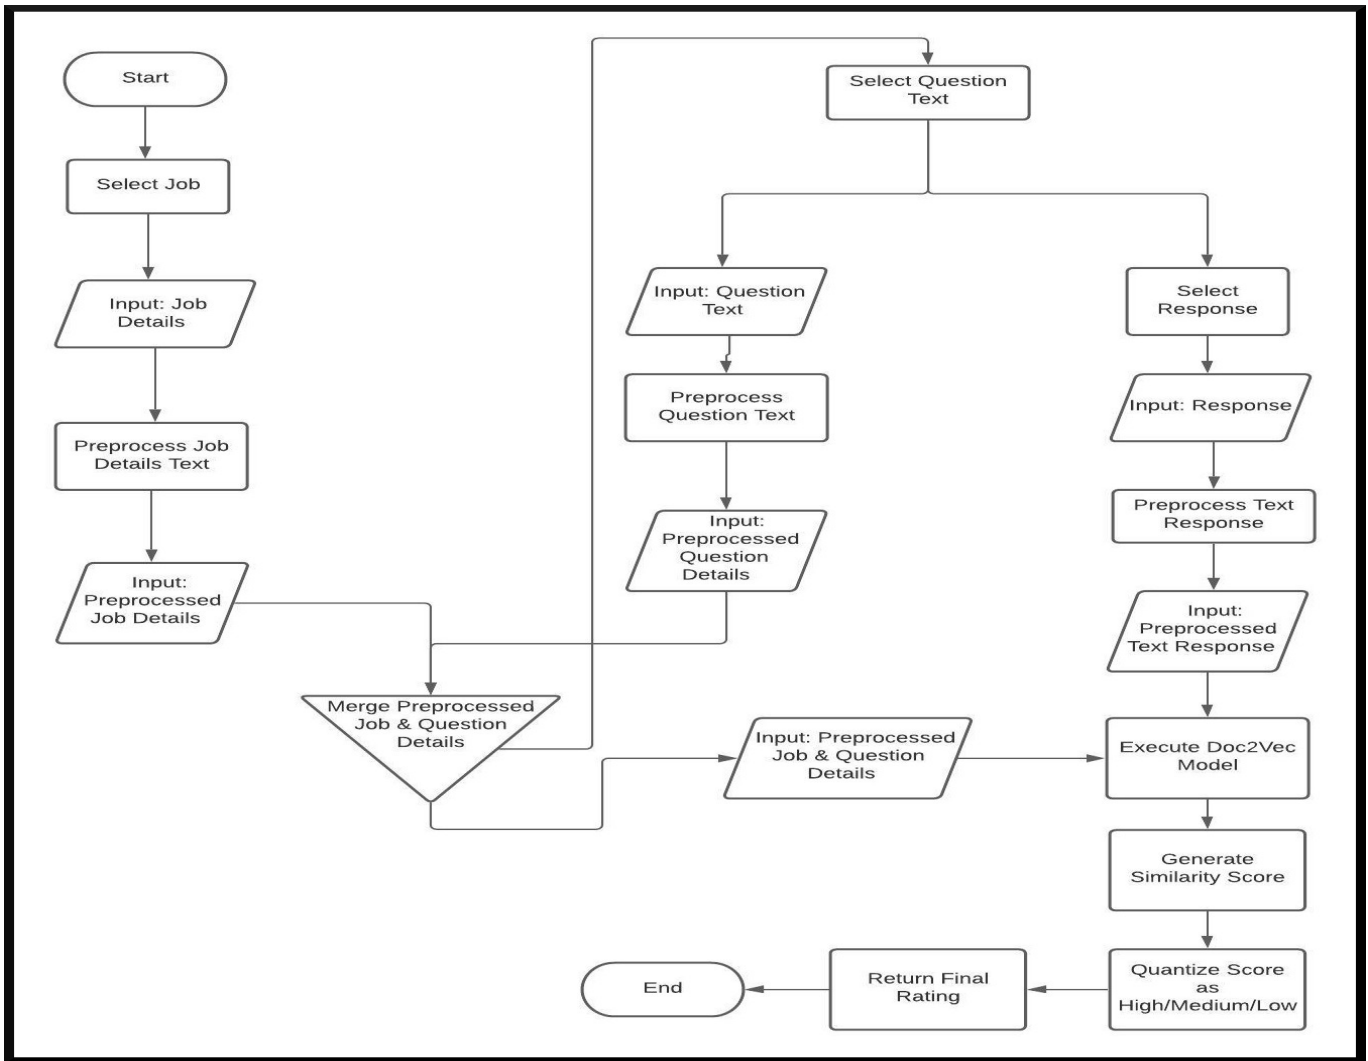 Start
Select Job
Input: Job
Details
Preprocess Job
Details Text
Input:
Preprocessed
Job Details
Merge Preprocessed
Job & Question
Details
Select Question
Text
Input: Question
Text
Preprocess
Question Text
Input:
Preprocessed
Question
Details
Input: Preprocessed
Job & Question
Details
Select
Response
Input: Response
Preprocess Text
Response
Input:
Preprocessed
Text Response
Execute Doc2Vec
Model
Generate
Similarity Score
Quantize Score
as
High/Medium/Low
Return Final
Rating
End